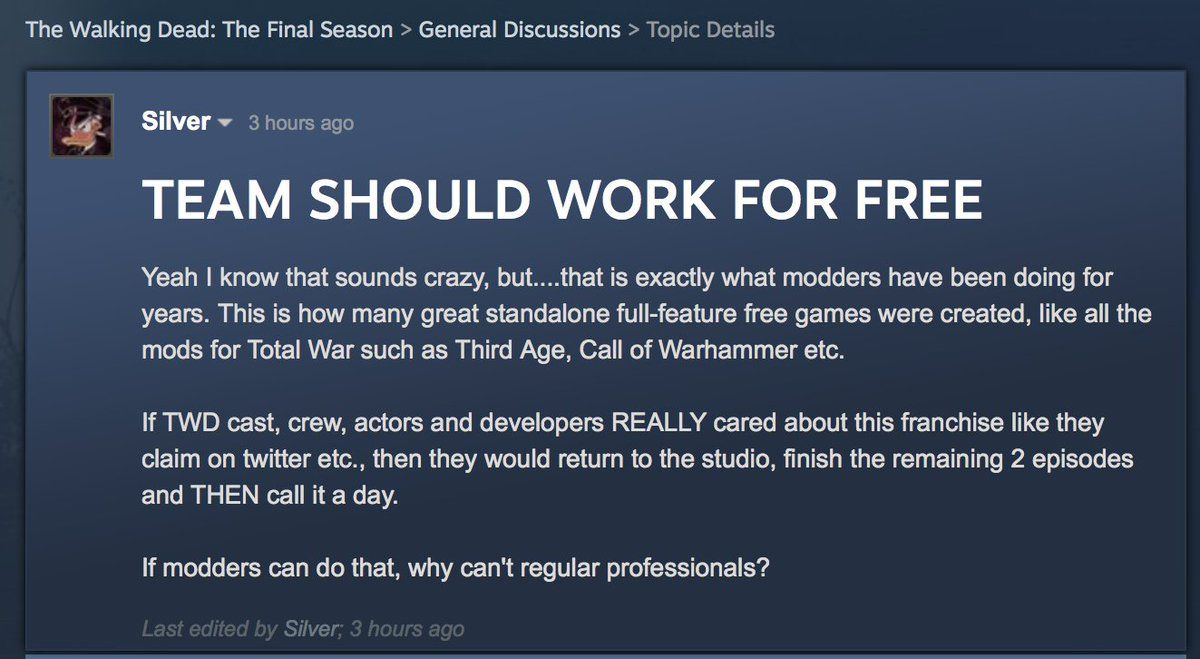 The Walking Dead: The Final Season > General Discussions > Topic Details
Silver 3 hours ago
TEAM SHOULD WORK FOR FREE
Yeah I know that sounds crazy, but....that is exactly what modders have been doing for
years. This is how many great standalone full-feature free games were created, like all the
mods for Total War such as Third Age, Call of Warhammer etc.
If TWD cast, crew, actors and developers REALLY cared about this franchise like they
claim on twitter etc., then they would return to the studio, finish the remaining 2 episodes
and THEN call it a day.
If modders can do that, why can't regular professionals?
Last edited by Silver; 3 hours ago